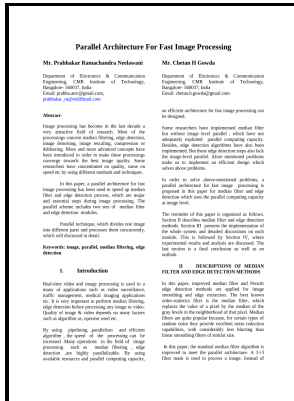 Parallel Architecture For Fast Image Processing
Mr. Prabhakar Ramachandra Neelawani
Department of Electronics & Communication
Engineering, CMR Institute of Technology,
Bangalore- 560037, India
Email: prabhu.atec@gmail.com,
prabhakar_rn@rediffmail.com
Abstract-
Image processing has become in the last decade a
very attractive field of research. Most of the
processings concern median filtering, edge detection,
image denoising, image recasting, compression or
deblurring. More and more advanced concepts have
been introduced in order to make these processings
converge towards the best image quality. Some
researchers have concentrated on quality, some on
speed etc by using different methods and techniques.
In this paper, a parallel architecture for fast
image processing has been used to speed up median
filter and edge detection process, which are major
and essential steps during image processing. The
parallel scheme includes two sets of median filter
and edge detection modules.
Parallel technique, which divides one image
into different parts and processes them concurrently,
which will discussed in detail.
Keywords: image, parallel, median filtering, edge
detection
I. Introduction
Real-time video and image processing is used in a
many of applications such as video surveillance,
traffic management, medical imaging applications
etc. It is very important to perform median filtering,
edge detection before processing any image to video.
Quality of image & video depends on many factors
such as algorithm us, operator used etc.
By using pipelining parallelism and efficient
algorithm , the speed of the processing can be
increased .Many operations in the field of image
processing such as median filtering , edge
detection are highly parallelizable. By using
available resources and parallel computing capacity,
Mr. Chetan H Gowda
Department of Electronics & Communication
Engineering, CMR Institute of Technology,
Bangalore- 560037, India
Email: chetan.h.gowda@gmail.com
an efficient architecture for fast image processing can
be designed.
Some researchers have implemented median filter
but without image level parallel , which have not
adequately exploited parallel computing capacity.
Besides, edge detection algorithms have also been
implemented. But these edge detection steps also lack
the image-level parallel. Afore mentioned problems
make us to implement an efficient design which
solves above problems.
In order to solve above-mentioned problems, a
parallel architecture for fast image processing is
proposed in this paper for median filter and edge
detection which uses the parallel computing capacity
at image level.
The remainder of this paper is organized as follows.
Section II describes median filter and edge detection
methods. Section III presents the implementation of
the whole system and detailed discussions on each
module. This is followed by Section IV, where
experimental results and analysis are discussed. The
last section is a final conclusion as well as an
outlook.
II DESCRIPTIONS OF MEDIAN
FILTER AND EDGE DETECTION METHODS
In this paper, improved median filter and Prewitt
edge detection methods are applied for image
smoothing and edge extraction. The best known
order-statistics filter is the median filter, which
replaces the value of a pixel by the median of the
gray levels in the neighborhood of that pixel. Median
filters are quite popular because, for certain types of
random noise they provide excellent noise reduction
capabilities, with considerably less blurring than
linear smoothing filters of similar size.
In this paper, the standard median filter algorithm is
improved to meet the parallel architecture. A 3×3
filter mask is used to process a image. Instead of